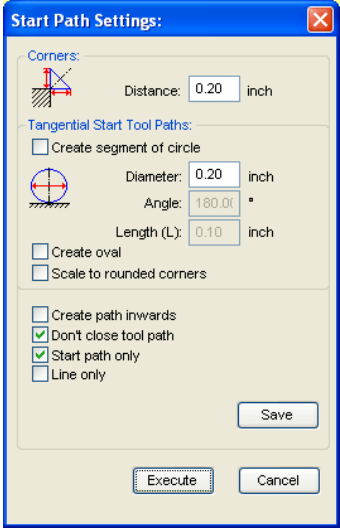 Start Path Settings:
Corners:
Distance: 0.20 inch
Tangential Start Tool Paths:
Create segment of circle
Diameter: 0.20 inch
Angle: 180.0( °
Length (L): 0.10 inch
Create oval
Scale to rounded corners
Create path inwards
Don't close tool path
Start path only
Line only
Save
Execute Cancel